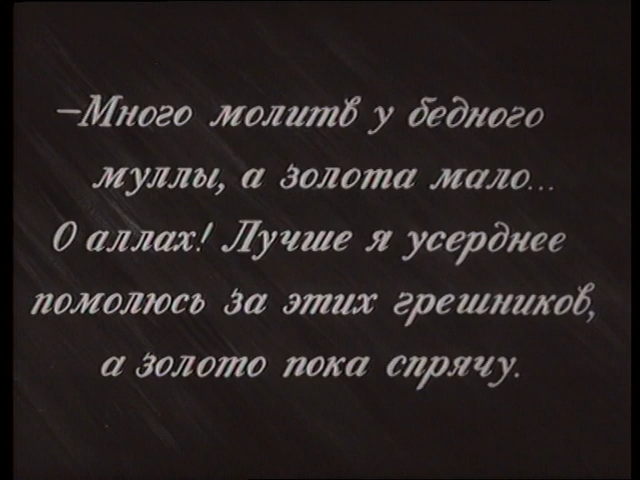 –Много молитв у бедного
муллы, а золота мало...
О аллах! Лучше я усерднее
помолюсь за этих грешников,
а золото пока спрячу.